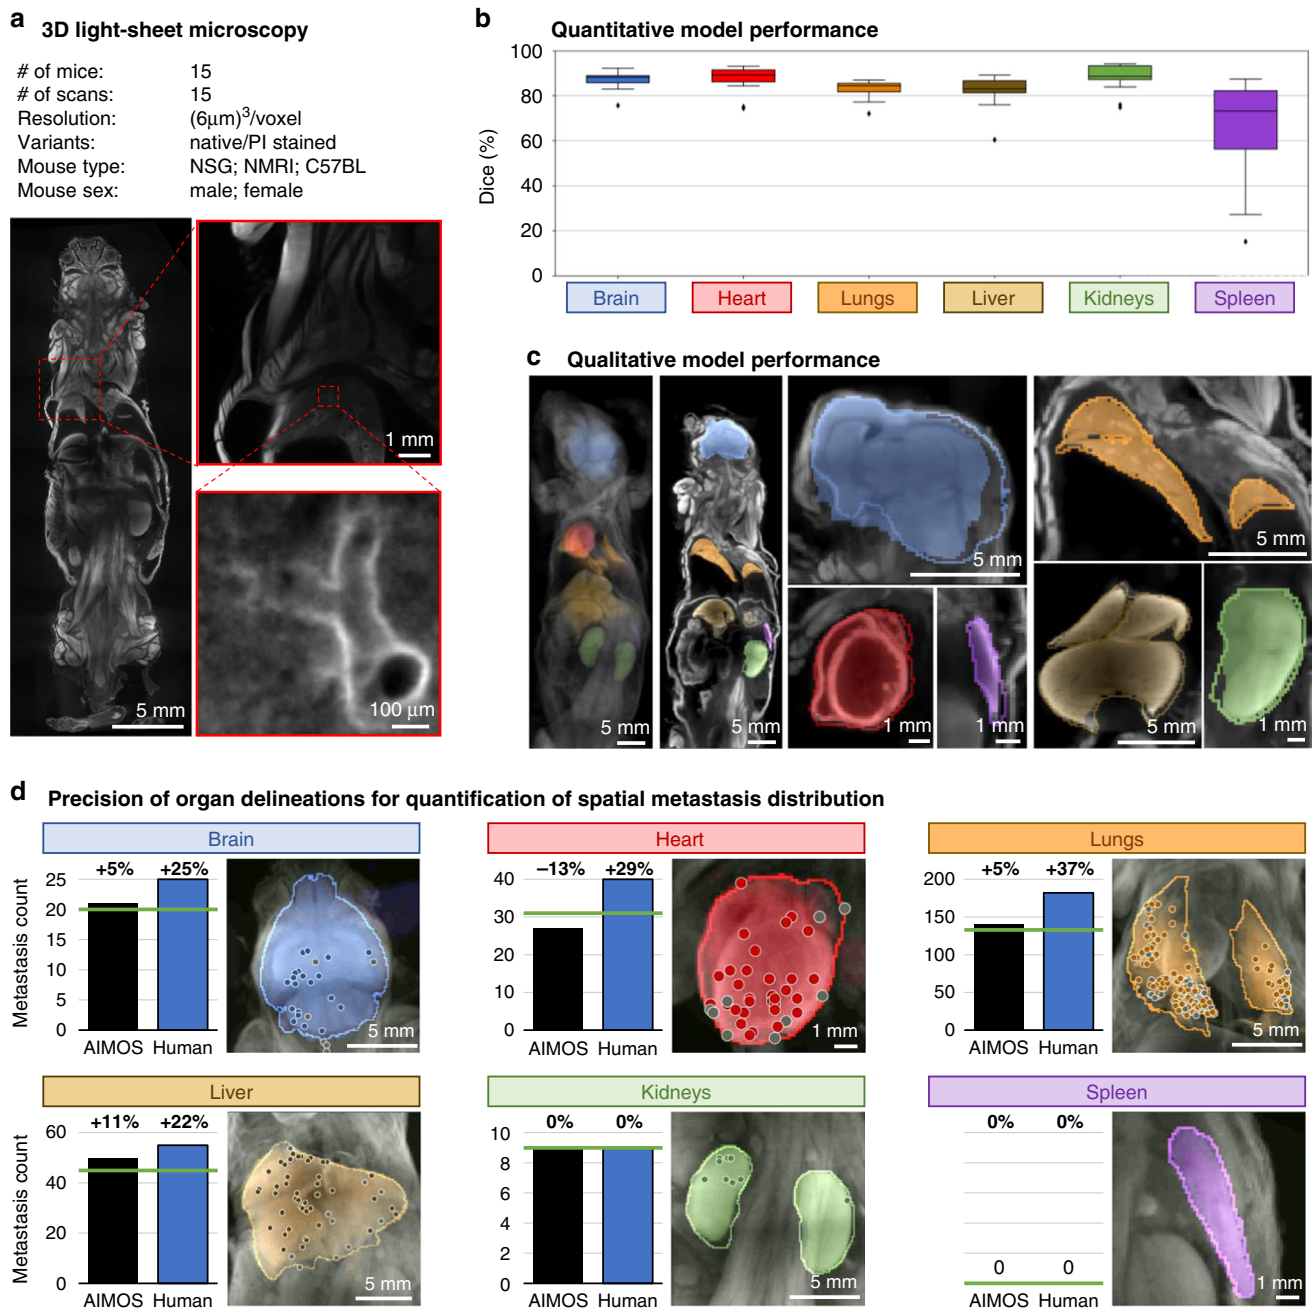 a 3D light-sheet microscopy
# of mice: 15
# of scans: 15
Resolution: (6μm)³/voxel
Variants: native/PI stained
Mouse type: NSG; NMRI; C57BL
Mouse sex: male; female
5 mm
1 mm
100 μm
b Quantitative model performance
Dice (%)
100
80
60
40
20
0
Brain Heart Lungs Liver Kidneys Spleen
c Qualitative model performance
5 mm
5 mm
5 mm
1 mm
1 mm
5 mm
5 mm
1 mm
d Precision of organ delineations for quantification of spatial metastasis distribution
Brain
Metastasis count
+5% +25%
25
20
15
10
5
0
AIMOS Human
5 mm
Heart
–13% +29%
40
30
20
10
0
AIMOS Human
1 mm
Lungs
+5% +37%
200
150
100
50
0
AIMOS Human
5 mm
Liver
Metastasis count
+11% +22%
60
40
20
0
AIMOS Human
5 mm
Kidneys
0% 0%
10
8
6
4
2
0
AIMOS Human
5 mm
Spleen
0% 0%
0 0
AIMOS Human
1 mm